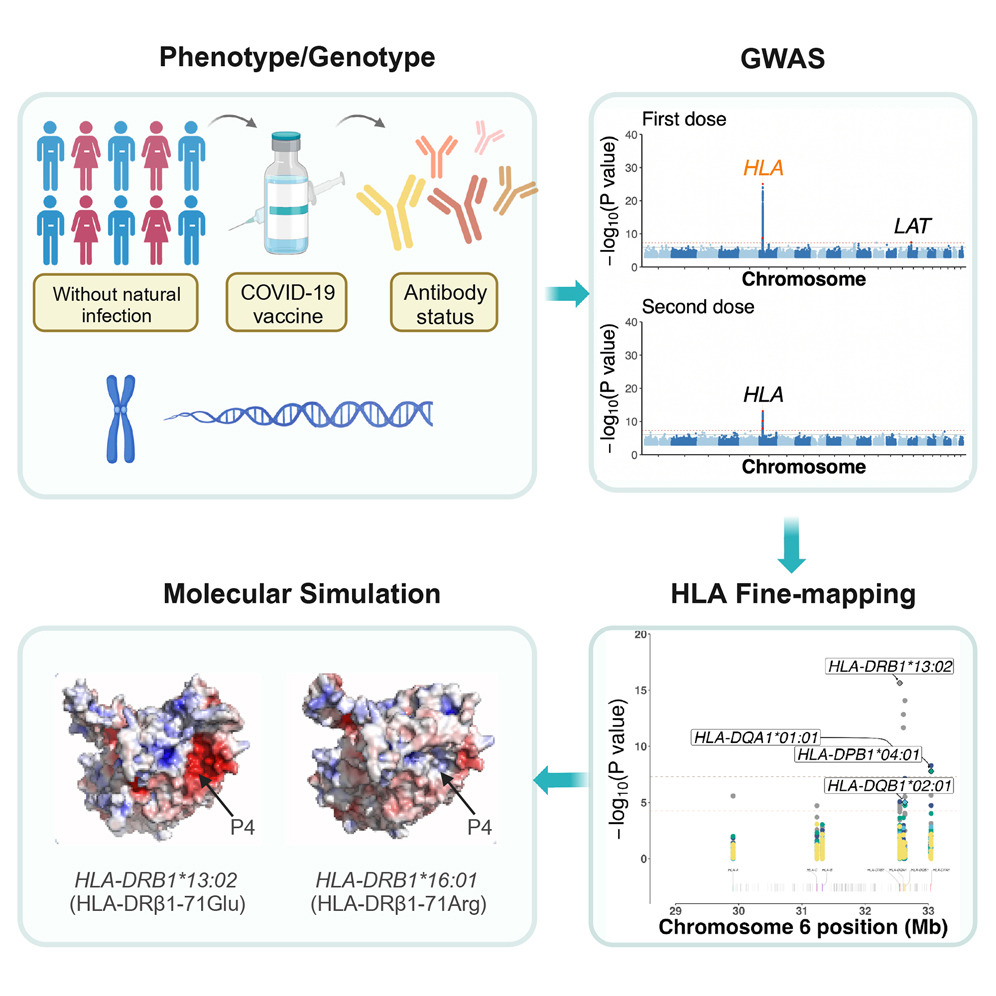 Phenotype/Genotype
Without natural
infection
COVID-19
vaccine
Antibody
status
GWAS
First dose
40
30
20
10
0
−log10(P value)
HLA
LAT
Chromosome
Second dose
40
30
20
10
0
−log10(P value)
HLA
Chromosome
Molecular Simulation
P4
HLA-DRB1*13:02
(HLA-DRβ1-71Glu)
P4
HLA-DRB1*16:01
(HLA-DRβ1-71Arg)
HLA Fine-mapping
20
15
10
5
0
−log10(P value)
HLA-DRB1*13:02
HLA-DQA1*01:01
HLA-DPB1*04:01
HLA-DQB1*02:01
29
30
31
32
33
Chromosome 6 position (Mb)